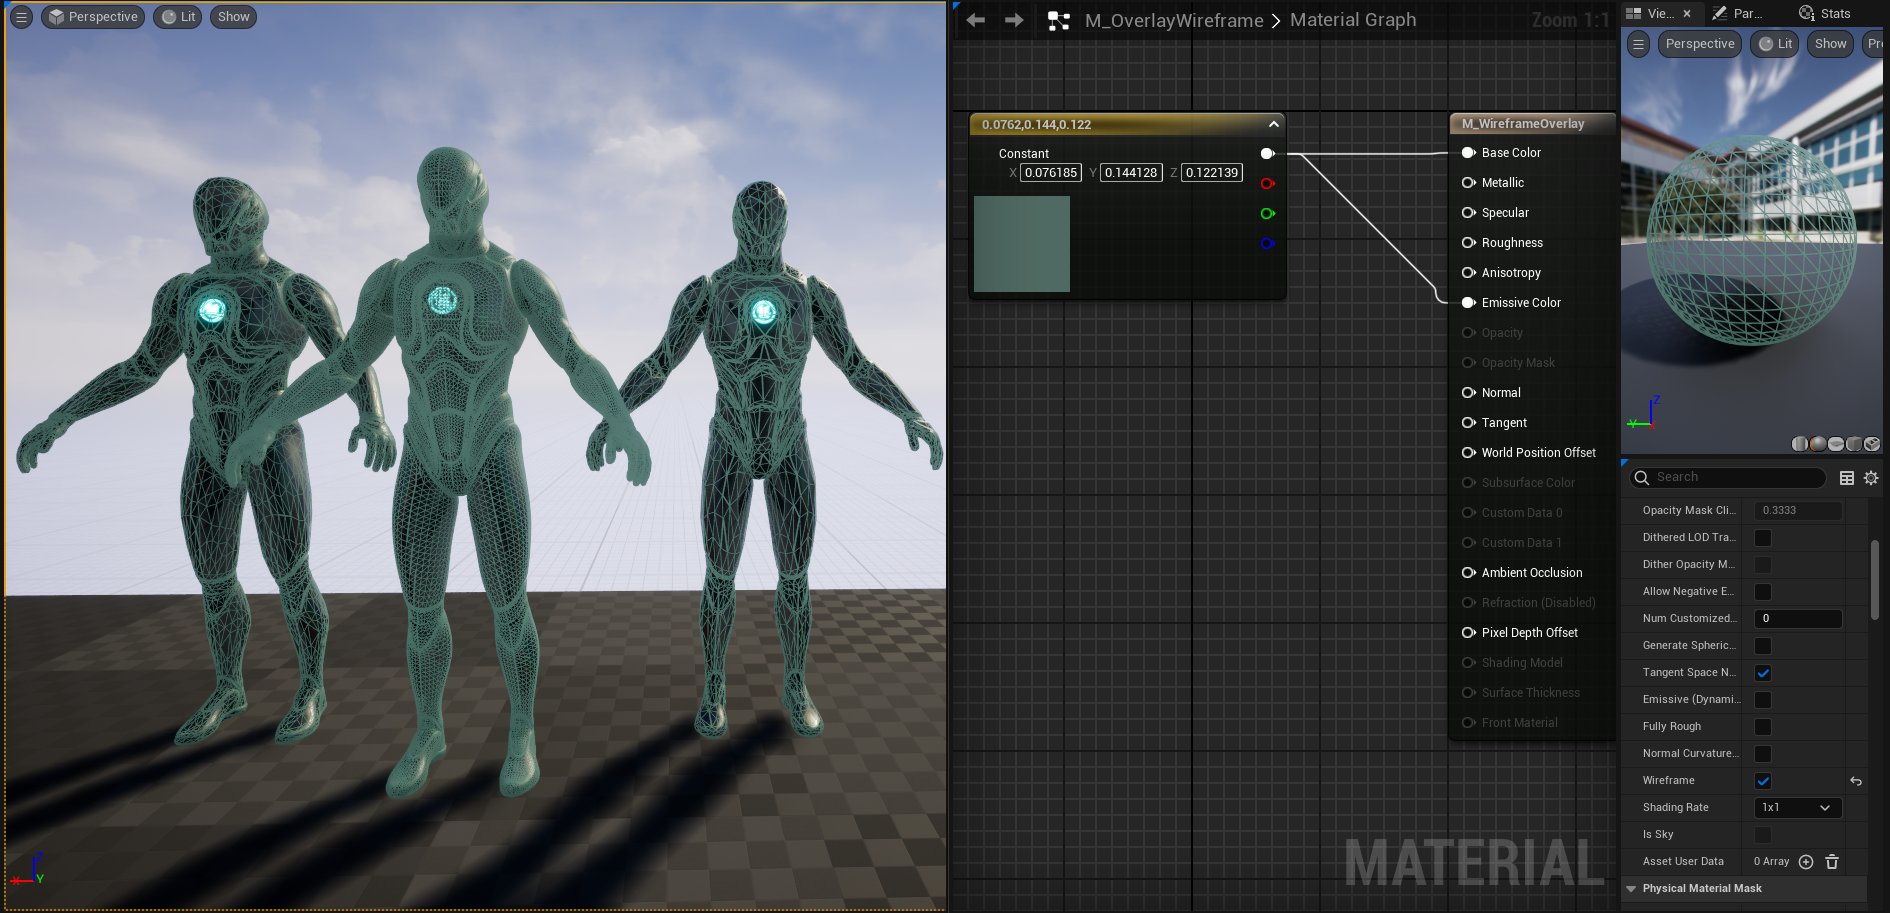 Perspective
Lit
Show
M_OverlayWireframe > Material Graph
Zoom 1:1
0.0762,0.144,0.122
Constant
X 0.076185 Y 0.144128 Z 0.122139
M_WireframeOverlay
Base Color
Metallic
Specular
Roughness
Anisotropy
Emissive Color
Opacity
Opacity Mask
Normal
Tangent
World Position Offset
Subsurface Color
Custom Data 0
Custom Data 1
Ambient Occlusion
Refraction (Disabled)
Pixel Depth Offset
Shading Model
Surface Thickness
Front Material
MATERIAL
Z
X
Y
Vie...
Par...
Stats
Perspective
Lit
Show
Pr
Z
Y
X
Search
Opacity Mask Cli... 0.3333
Dithered LOD Tra...
Dither Opacity M...
Allow Negative E...
Num Customized... 0
Generate Spheric...
Tangent Space N...
Emissive (Dynami...
Fully Rough
Normal Curvature...
Wireframe
Shading Rate 1x1
Is Sky
Asset User Data 0 Array
Physical Material Mask